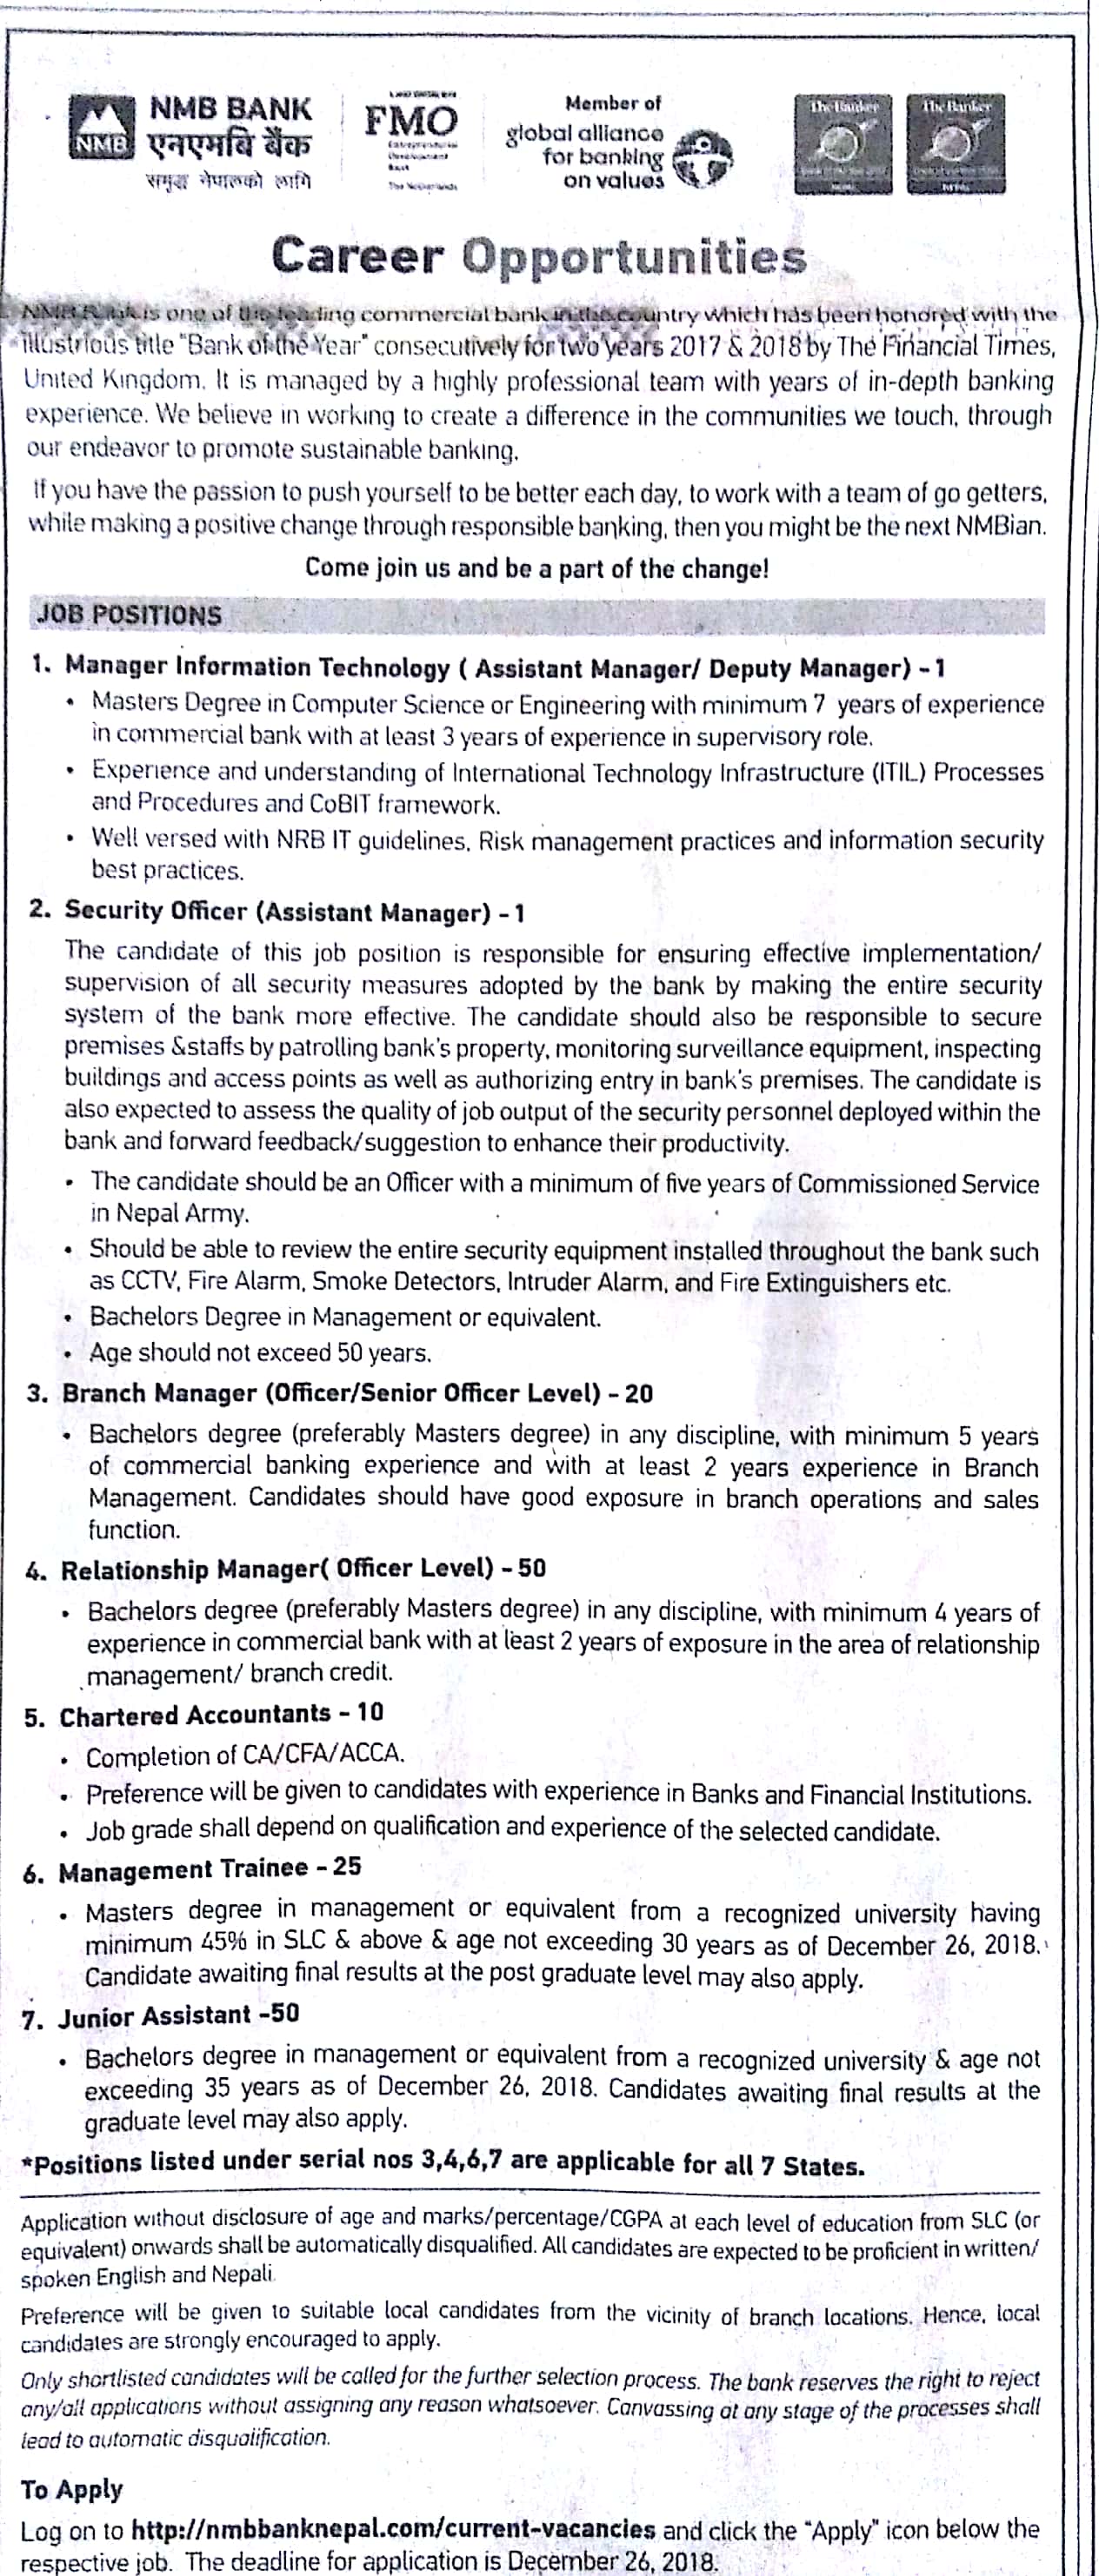 NMB BANK
एनएमबि बैंक
समृद्ध नेपालको लागि
NMB
FMO
Entrepreneurial
Development
Bank
The Netherlands
Member of
global alliance
for banking
on values
The Banker
The Banker
Career Opportunities
NMB Bank is one of the leading commercial bank in the country which has been honored with the
illustrious title "Bank of the Year" consecutively for two years 2017 & 2018 by The Financial Times,
United Kingdom. It is managed by a highly professional team with years of in-depth banking
experience. We believe in working to create a difference in the communities we touch, through
our endeavor to promote sustainable banking.
If you have the passion to push yourself to be better each day, to work with a team of go getters,
while making a positive change through responsible banking, then you might be the next NMBian.
Come join us and be a part of the change!
JOB POSITIONS
1. Manager Information Technology ( Assistant Manager/ Deputy Manager) - 1
• Masters Degree in Computer Science or Engineering with minimum 7 years of experience
in commercial bank with at least 3 years of experience in supervisory role.
• Experience and understanding of International Technology Infrastructure (ITIL) Processes
and Procedures and CoBIT framework.
• Well versed with NRB IT guidelines, Risk management practices and information security
best practices.
2. Security Officer (Assistant Manager) - 1
The candidate of this job position is responsible for ensuring effective implementation/
supervision of all security measures adopted by the bank by making the entire security
system of the bank more effective. The candidate should also be responsible to secure
premises &staffs by patrolling bank's property, monitoring surveillance equipment, inspecting
buildings and access points as well as authorizing entry in bank's premises. The candidate is
also expected to assess the quality of job output of the security personnel deployed within the
bank and forward feedback/suggestion to enhance their productivity.
• The candidate should be an Officer with a minimum of five years of Commissioned Service
in Nepal Army.
• Should be able to review the entire security equipment installed throughout the bank such
as CCTV, Fire Alarm, Smoke Detectors, Intruder Alarm, and Fire Extinguishers etc.
• Bachelors Degree in Management or equivalent.
• Age should not exceed 50 years.
3. Branch Manager (Officer/Senior Officer Level) - 20
• Bachelors degree (preferably Masters degree) in any discipline, with minimum 5 years
of commercial banking experience and with at least 2 years experience in Branch
Management. Candidates should have good exposure in branch operations and sales
function.
4. Relationship Manager( Officer Level) - 50
• Bachelors degree (preferably Masters degree) in any discipline, with minimum 4 years of
experience in commercial bank with at least 2 years of exposure in the area of relationship
management/ branch credit.
5. Chartered Accountants - 10
• Completion of CA/CFA/ACCA.
• Preference will be given to candidates with experience in Banks and Financial Institutions.
• Job grade shall depend on qualification and experience of the selected candidate.
6. Management Trainee - 25
• Masters degree in management or equivalent from a recognized university having
minimum 45% in SLC & above & age not exceeding 30 years as of December 26, 2018.
Candidate awaiting final results at the post graduate level may also apply.
7. Junior Assistant -50
• Bachelors degree in management or equivalent from a recognized university & age not
exceeding 35 years as of December 26, 2018. Candidates awaiting final results at the
graduate level may also apply.
*Positions listed under serial nos 3,4,6,7 are applicable for all 7 States.
Application without disclosure of age and marks/percentage/CGPA at each level of education from SLC (or
equivalent) onwards shall be automatically disqualified. All candidates are expected to be proficient in written/
spoken English and Nepali.
Preference will be given to suitable local candidates from the vicinity of branch locations. Hence, local
candidates are strongly encouraged to apply.
Only shortlisted candidates will be called for the further selection process. The bank reserves the right to reject
any/all applications without assigning any reason whatsoever. Canvassing at any stage of the processes shall
lead to automatic disqualification.
To Apply
Log on to http://nmbbanknepal.com/current-vacancies and click the "Apply" icon below the
respective job. The deadline for application is December 26, 2018.